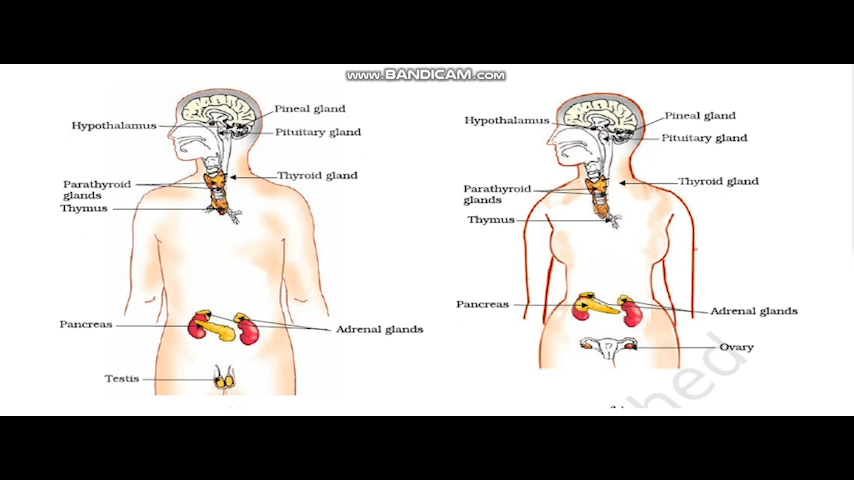 www.BANDICAM.com
Hypothalamus
Pineal gland
Pituitary gland
Thyroid gland
Parathyroid
glands
Thymus
Pancreas
Adrenal glands
Testis
Hypothalamus
Pineal gland
Pituitary gland
Thyroid gland
Parathyroid
glands
Thymus
Pancreas
Adrenal glands
Ovary